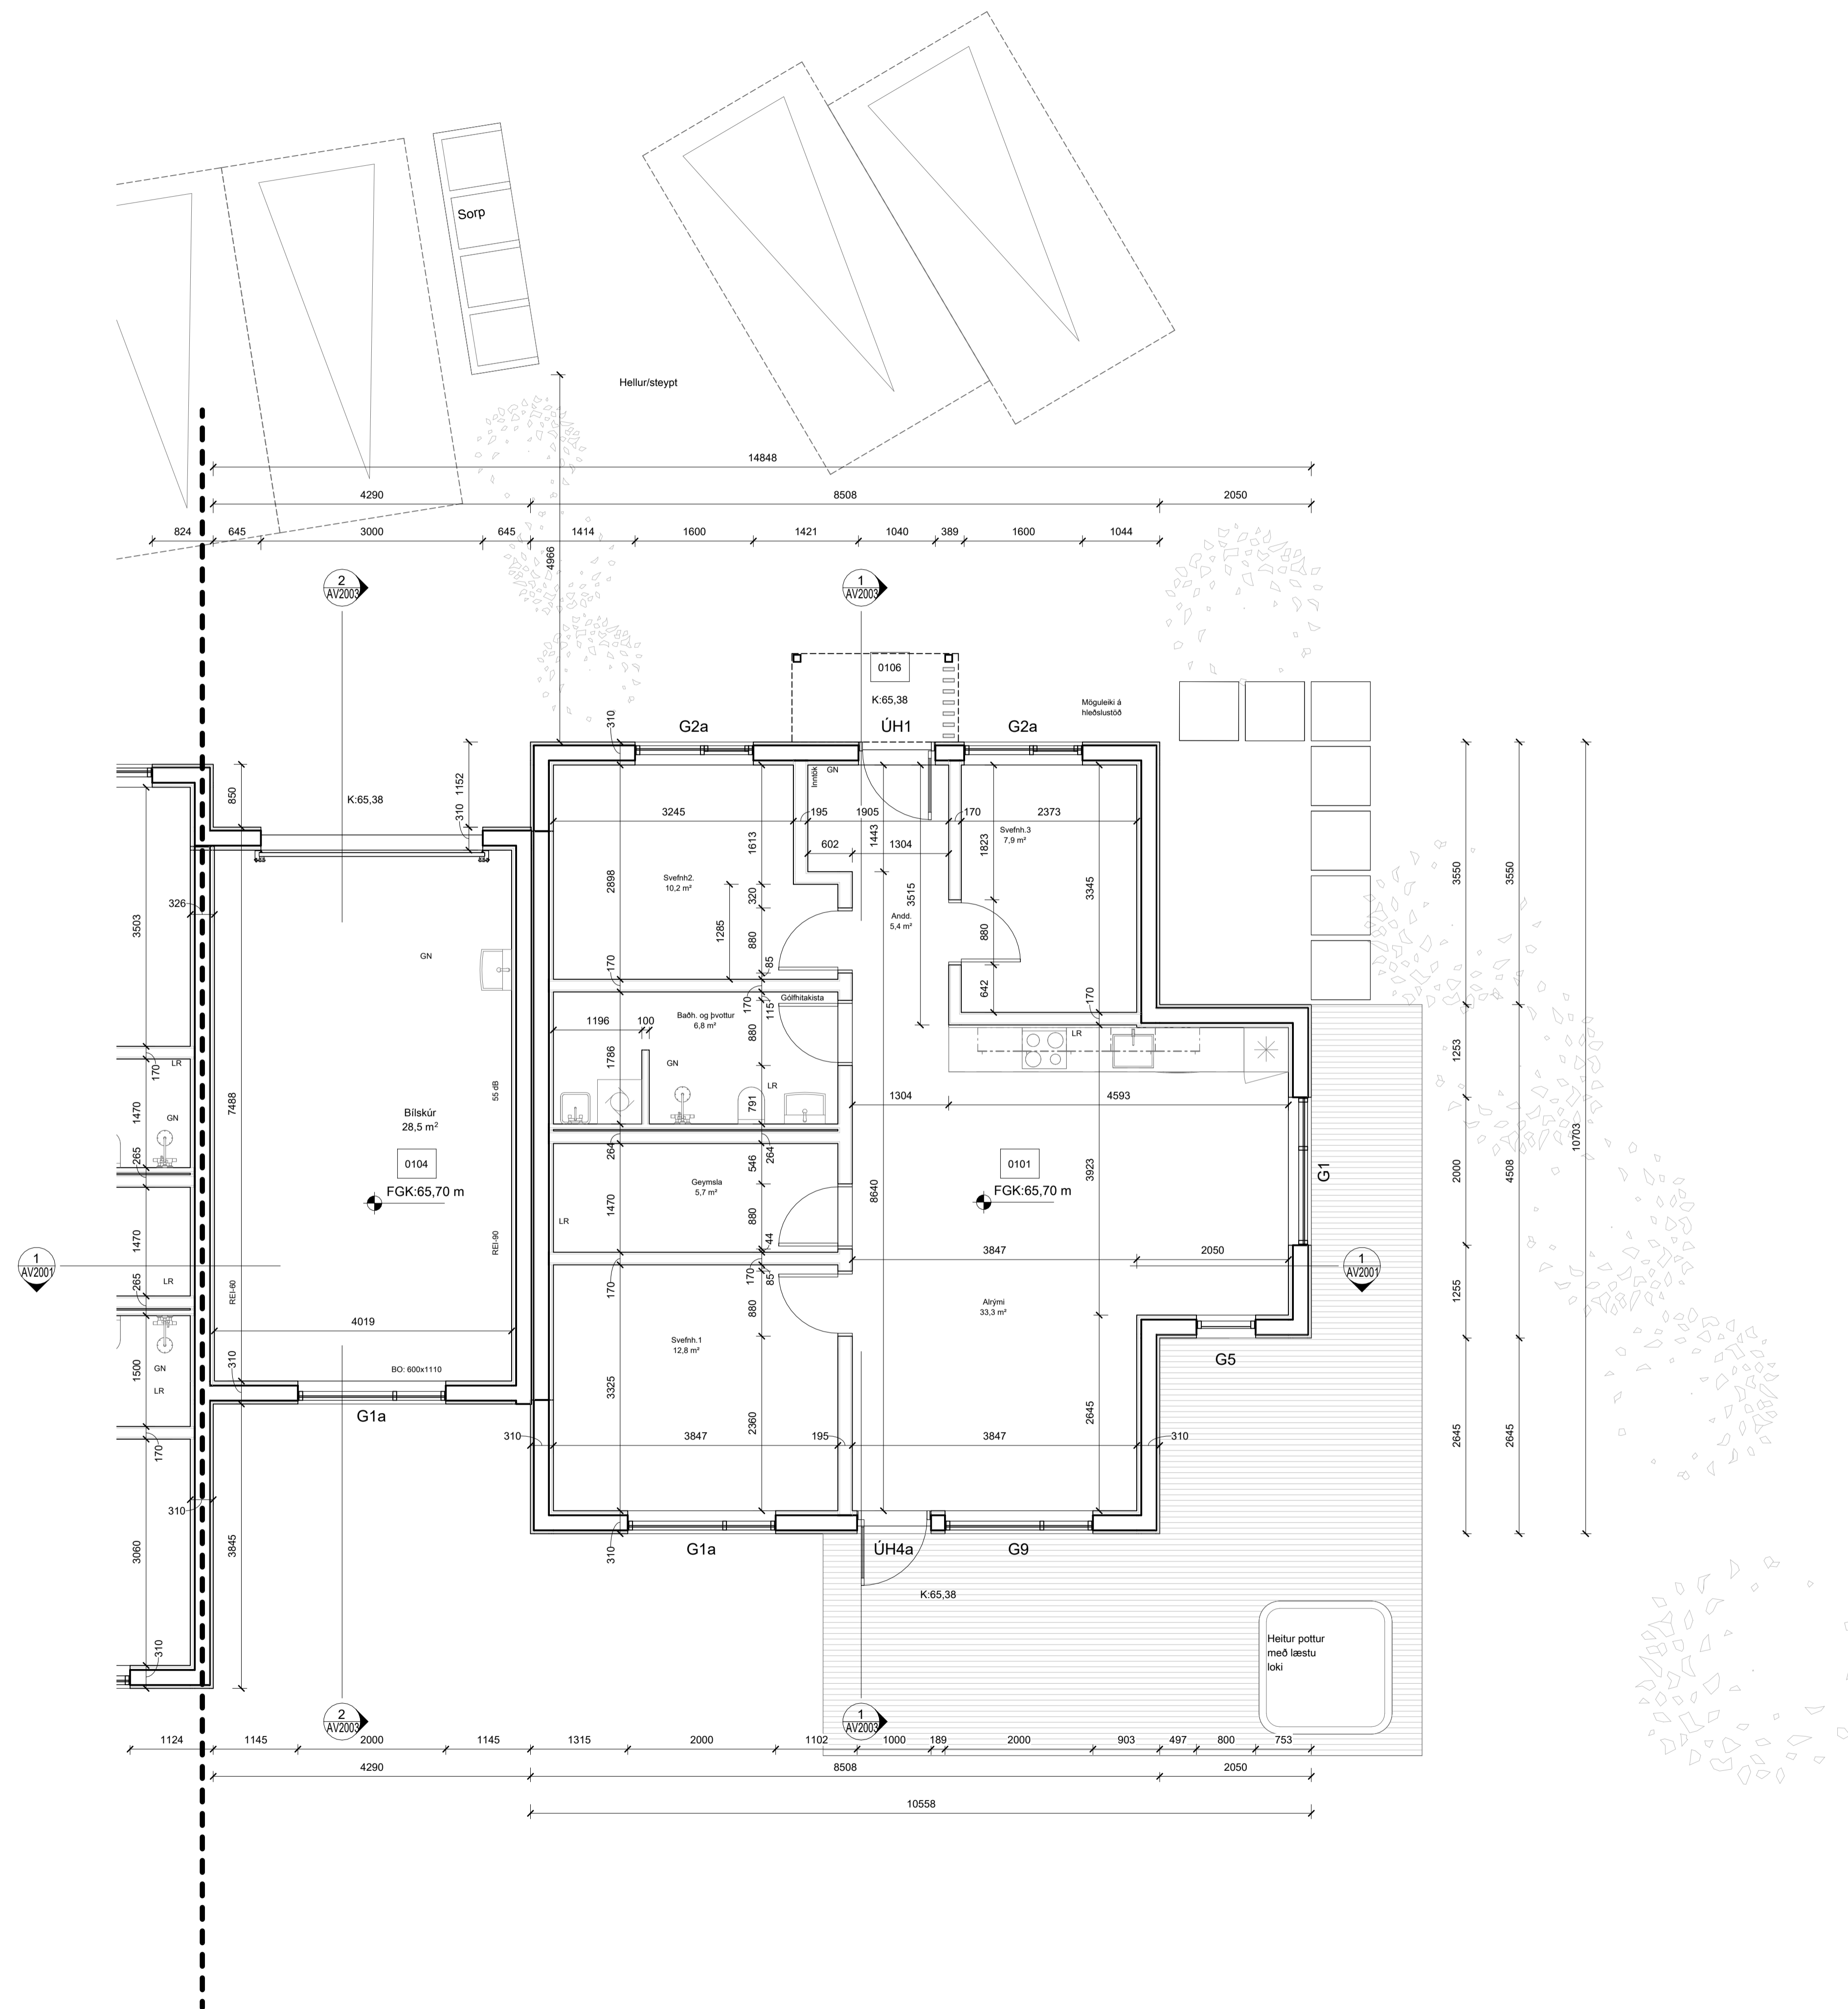 Sorp
Hellur/steypt
14848
4290
8508
2050
824
645
3000
645
1414
1600
1421
1040
389
1600
1044
4966
2
AV2003
1
AV2003
0106
K:65,38
Möguleiki á
hleðslustöð
310
G2a
ÚH1
G2a
850
K:65,38
1152
310
Inntök
GN
3245
195
1905
170
2373
1613
1443
1823
Svefnh.3
7,9 m²
602
1304
2898
Svefnh2.
10,2 m²
320
3515
3345
3550
3550
326
3503
1285
880
Andd.
5,4 m²
880
GN
170
85
642
170
Gólfhitakista
170
115
1196
100
Baðh. og þvottur
6,8 m²
880
1786
GN
LR
LR
1253
170
LR
1470
GN
7488
55 dB
Bílskúr
28,5 m²
791
LR
1304
4593
10703
265
264
546
264
0104
FGK:65,70 m
Geymsla
5,7 m²
8640
0101
FGK:65,70 m
3923
G1
2000
4508
1470
1470
880
LR
44
REI-90
3847
2050
1
AV2001
1
AV2001
265
LR
REI-60
170
170
85
880
Alrými
33,3 m²
1255
4019
Svefnh.1
12,8 m²
310
BO: 600x1110
G5
1500
GN
LR
3325
G1a
2360
2645
2645
2645
170
310
3847
195
3847
310
310
3060
3845
310
G1a
ÚH4a
G9
K:65,38
310
Heitur pottur
með læstu
loki
2
AV2003
1
AV2003
1124
1145
2000
1145
1315
2000
1102
1000
189
2000
903
497
800
753
4290
8508
2050
10558